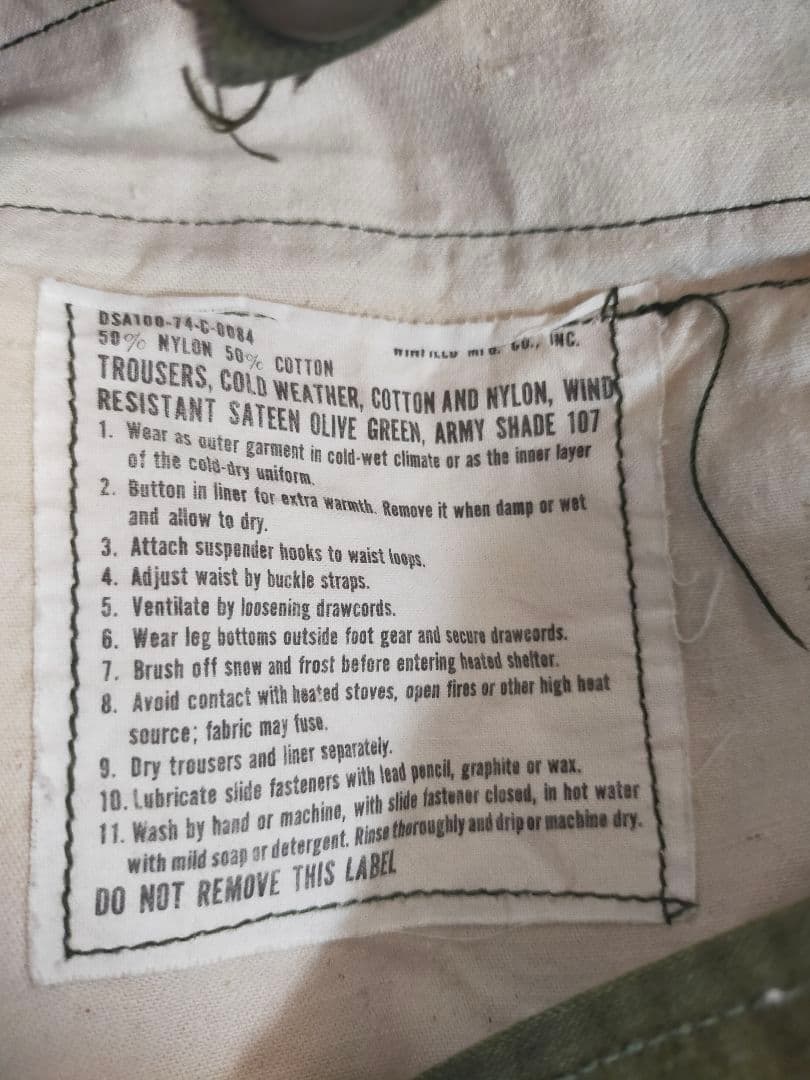 DSA100-74-C-0084
50% NYLON 50% COTTON
CO., INC.
TROUSERS, COLD WEATHER, COTTON AND NYLON, WIND
RESISTANT SATEEN OLIVE GREEN, ARMY SHADE 107
1. Wear as outer garment in cold-wet climate or as the inner layer
of the cold-dry uniform.
2. Button in liner for extra warmth. Remove it when damp or wet
and allow to dry.
3. Attach suspender hooks to waist loops.
4. Adjust waist by buckle straps.
5. Ventilate by loosening drawcords.
6. Wear leg bottoms outside foot gear and secure drawcords.
7. Brush off snow and frost before entering heated shelter.
8. Avoid contact with heated stoves, open fires or other high heat
source; fabric may fuse.
9. Dry trousers and liner separately.
10. Lubricate slide fasteners with lead pencil, graphite or wax.
11. Wash by hand or machine, with slide fastener closed, in hot water
with mild soap or detergent. Rinse thoroughly and drip or machine dry.
DO NOT REMOVE THIS LABEL